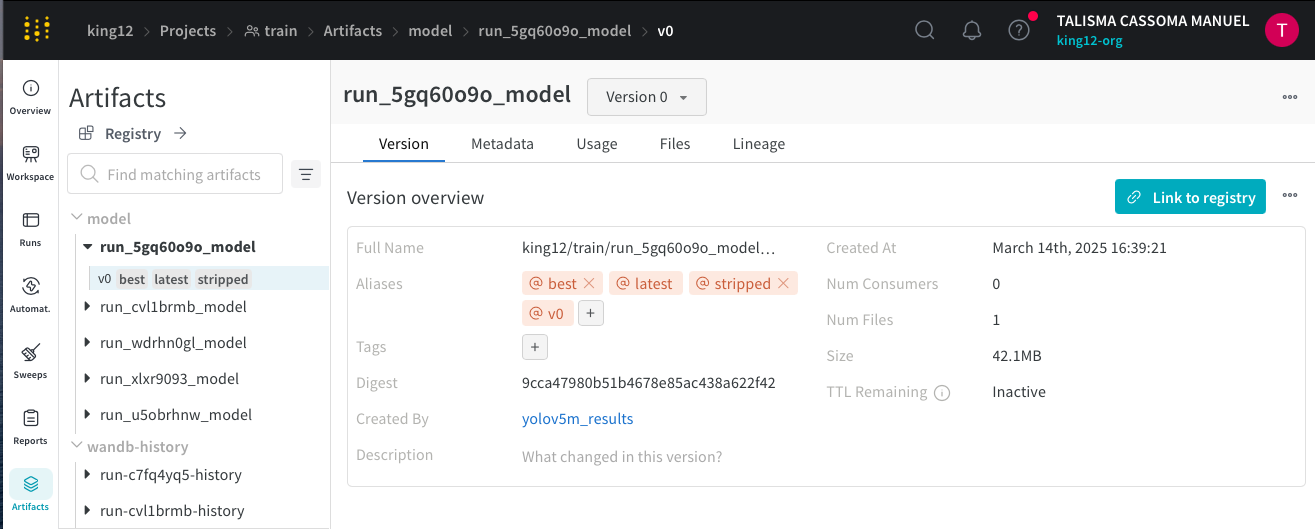 king12 > Projects > train > Artifacts > model > run_5gq60o9o_model > v0
TALISMA CASSOMA MANUEL
king12-org
T
Overview
Workspace
Runs
Automat.
Sweeps
Reports
Artifacts
Artifacts
Registry
Find matching artifacts
model
run_5gq60o9o_model
v0 best latest stripped
run_cvl1brmb_model
run_wdrhn0gl_model
run_xlxr9093_model
run_u5obrhnw_model
wandb-history
run-c7fq4yq5-history
run-cvl1brmb-history
run_5gq60o9o_model
Version 0
Version Metadata Usage Files Lineage
Version overview
Link to registry
Full Name king12/train/run_5gq60o9o_model...
Aliases @ best @ latest @ stripped
@ v0 +
Tags +
Digest 9cca47980b51b4678e85ac438a622f42
Created By yolov5m_results
Description What changed in this version?
Created At March 14th, 2025 16:39:21
Num Consumers 0
Num Files 1
Size 42.1MB
TTL Remaining Inactive